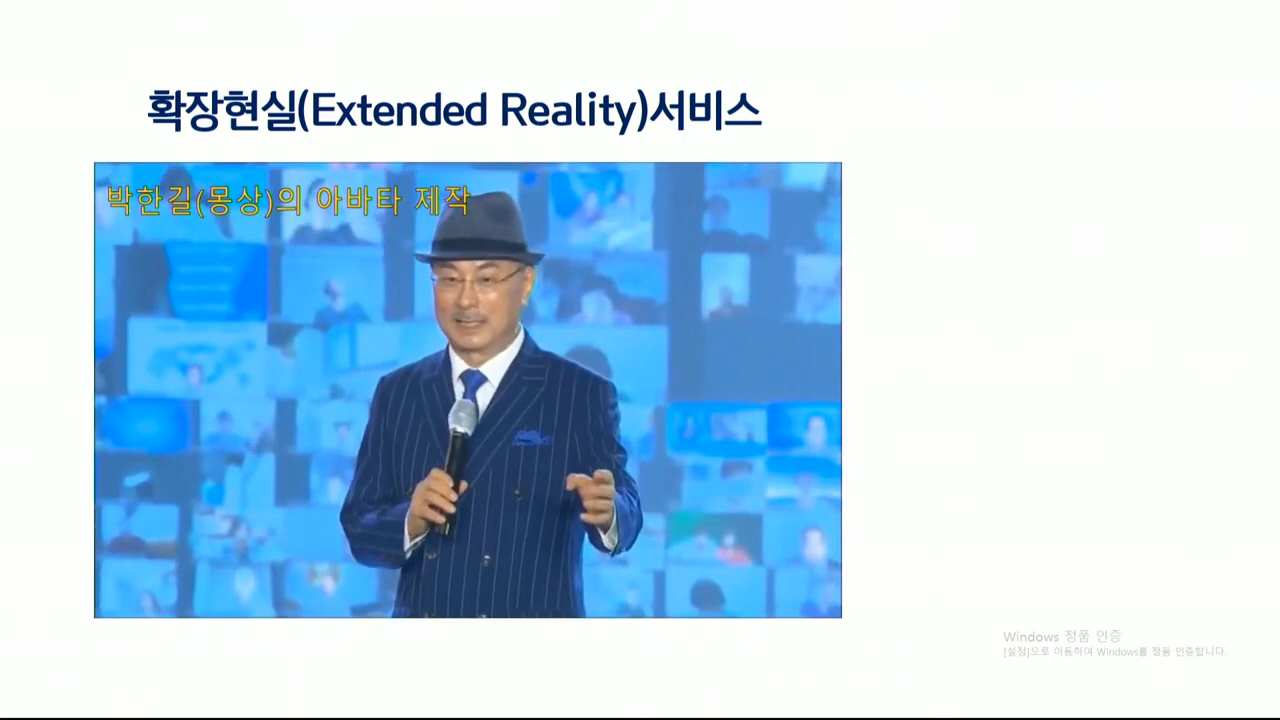 확장현실(Extended Reality)서비스
박한길(몽상)의 아바타 제작
Windows 정품 인증
[설정]으로 이동하여 Windows를 정품 인증합니다.